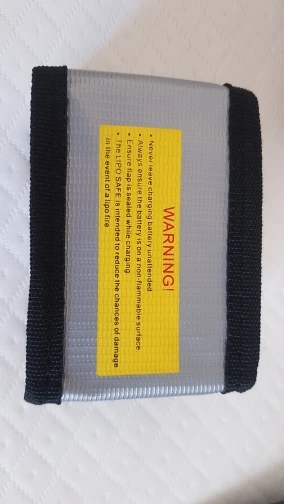 WARNING!
• Never leave charging battery unattended
• Always ensure the battery is on a non-flammable surface
• Ensure flap is sealed while charging
• The LIPO SAFE is intended to reduce the chances of damage
in the event of a lipo fire